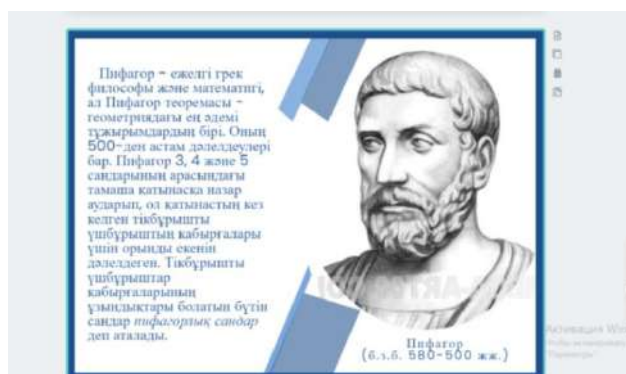 Пифагор - ежелгі грек
философы және математигі,
ал Пифагор теоремасы -
геометриядағы ең әдемі
тұжырымдардың бірі. Оның
500-ден астам дәлелдеулері
бар. Пифагор 3, 4 және 5
сандарының арасындағы
тамаша қатынасқа назар
аударып, ол қатынастың кез
келген тікбұрышты
үшбұрыштың қабырғалары
үшін орынды екенін
дәлелдеген. Тікбұрышты
үшбұрыштар
қабырғаларының
ұзындықтары болатын бүтін
сандар пифагорлық сандар
деп аталады.
Пифагор
(б.з.б. 580-500 жж.)
Активация Win